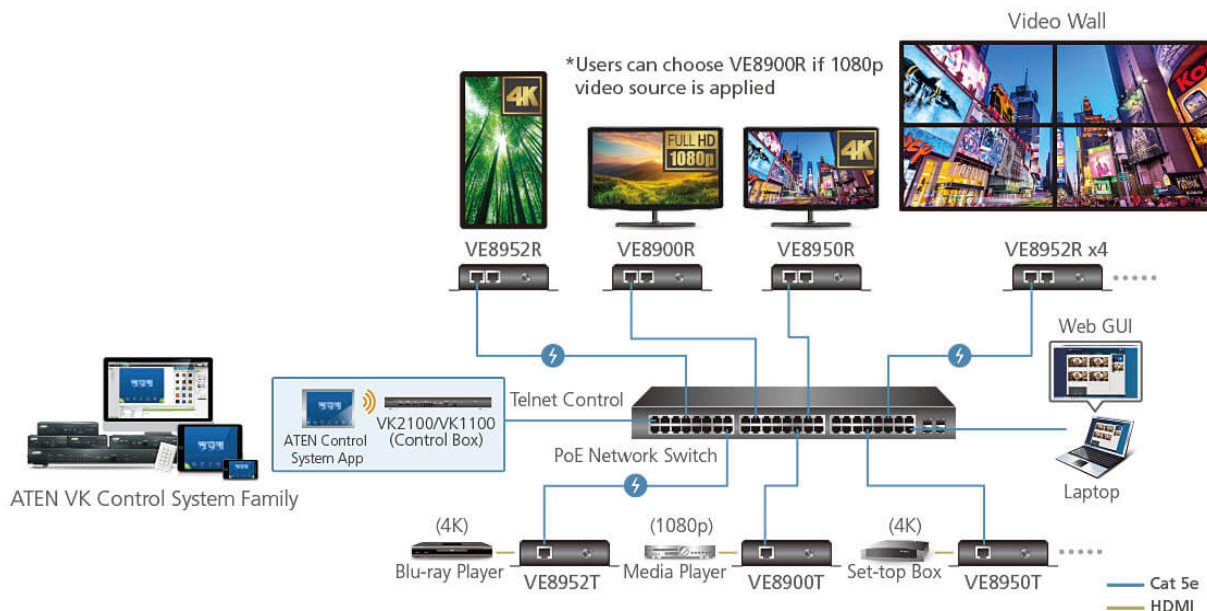 Video Wall
*Users can choose VE8900R if 1080p
video source is applied
4K
FULL HD
1080p
4K
VE8952R
VE8900R
VE8950R
VE8952R x4
Web GUI
Telnet Control
ATEN Control
System App
VK2100/VK1100
(Control Box)
PoE Network Switch
Laptop
ATEN VK Control System Family
(4K)
(1080p)
(4K)
Blu-ray Player
VE8952T
Media Player
VE8900T
Set-top Box
VE8950T
Cat 5e
HDMI